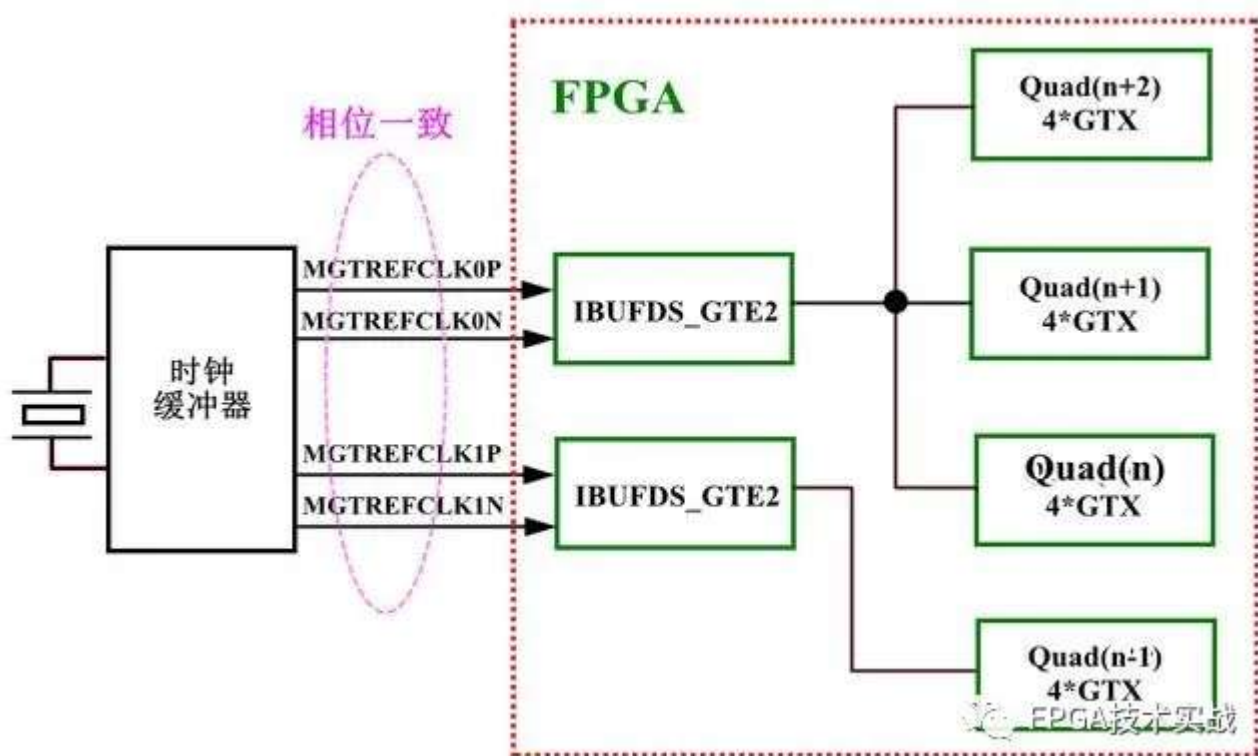 相位一致
FPGA
Quad(n+2)
4*GTX
MGTREFCLK0P
MGTREFCLK0N
IBUFDS_GTE2
Quad(n+1)
4*GTX
时钟
缓冲器
MGTREFCLK1P
MGTREFCLK1N
IBUFDS_GTE2
Quad(n)
4*GTX
Quad(n-1)
4*GTX
FPGA技术实战